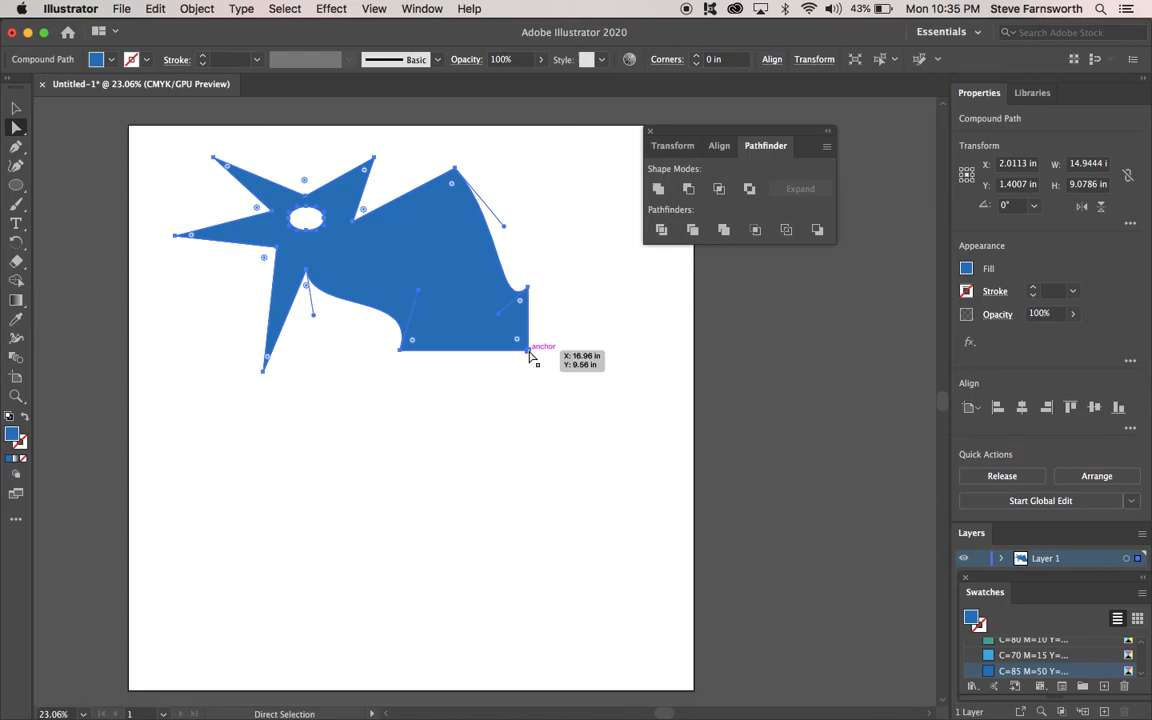 Illustrator File Edit Object Type Select Effect View Window Help 43% Mon 10:35 PM Steve Farnsworth
Adobe Illustrator 2020 Essentials Search Adobe Stock
Compound Path Stroke: Basic Opacity: 100% Style: Corners: 0 in Align Transform
Untitled-1* @ 23.06% (CMYK/GPU Preview)
Properties Libraries
Compound Path
Transform
X: 2.0113 in W: 14.9444 i
Y: 1.4007 in H: 9.0786 in
0°
Appearance
Fill
Stroke
Opacity 100%
fx.
Align
Quick Actions
Release Arrange
Start Global Edit
Layers
Layer 1
Swatches
C=80 M=10 Y=...
C=70 M=15 Y=...
C=85 M=50 Y=...
1 Layer
Transform Align Pathfinder
Shape Modes:
Expand
Pathfinders:
anchor
X: 16.96 in
Y: 9.56 in
23.06% 1 Direct Selection